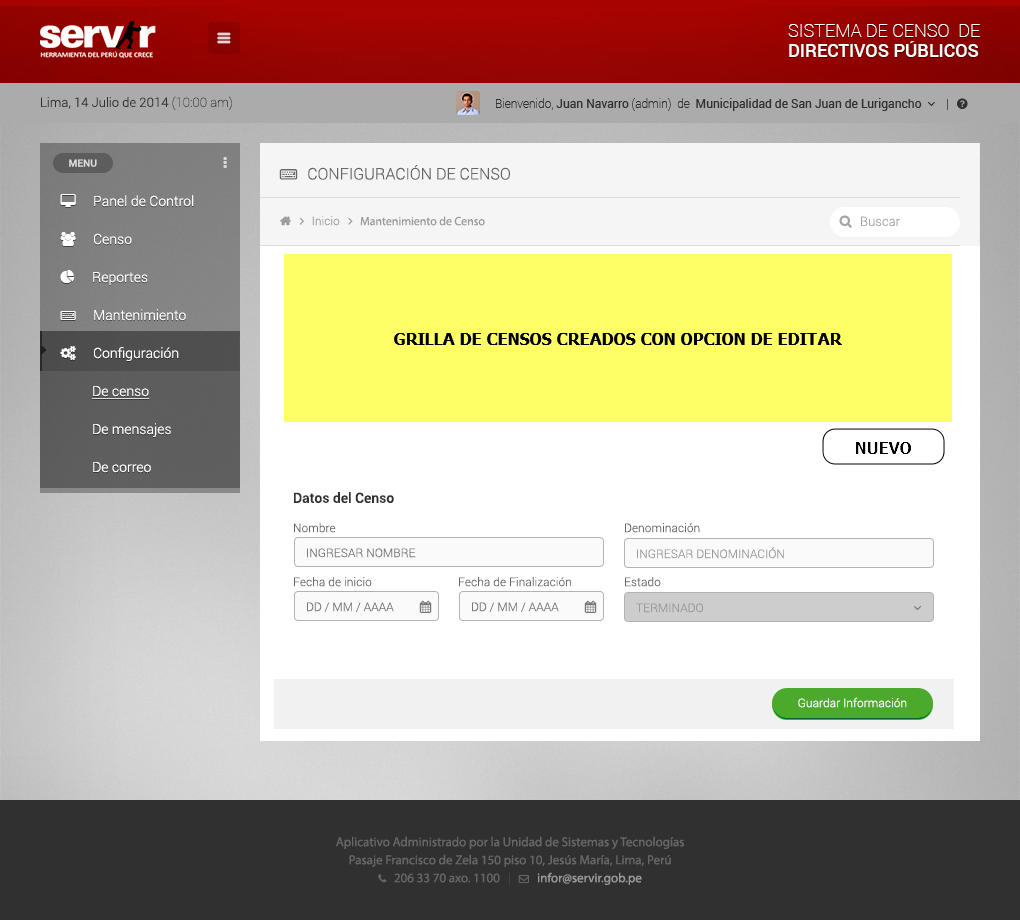 servir
HERRAMIENTA DEL PERÚ QUE CRECE
SISTEMA DE CENSO DE
DIRECTIVOS PÚBLICOS
Lima, 14 Julio de 2014 (10:00 am)
Bienvenido, Juan Navarro (admin) de Municipalidad de San Juan de Lurigancho | ?
MENU
Panel de Control
Censo
Reportes
Mantenimiento
Configuración
De censo
De mensajes
De correo
CONFIGURACIÓN DE CENSO
Inicio > Mantenimiento de Censo
Buscar
GRILLA DE CENSOS CREADOS CON OPCION DE EDITAR
NUEVO
Datos del Censo
Nombre
INGRESAR NOMBRE
Denominación
INGRESAR DENOMINACIÓN
Fecha de inicio
DD / MM / AAAA
Fecha de Finalización
DD / MM / AAAA
Estado
TERMINADO
Guardar Información
Aplicativo Administrado por la Unidad de Sistemas y Tecnologías
Pasaje Francisco de Zela 150 piso 10, Jesús María, Lima, Perú
206 33 70 axo. 1100 | infor@servir.gob.pe